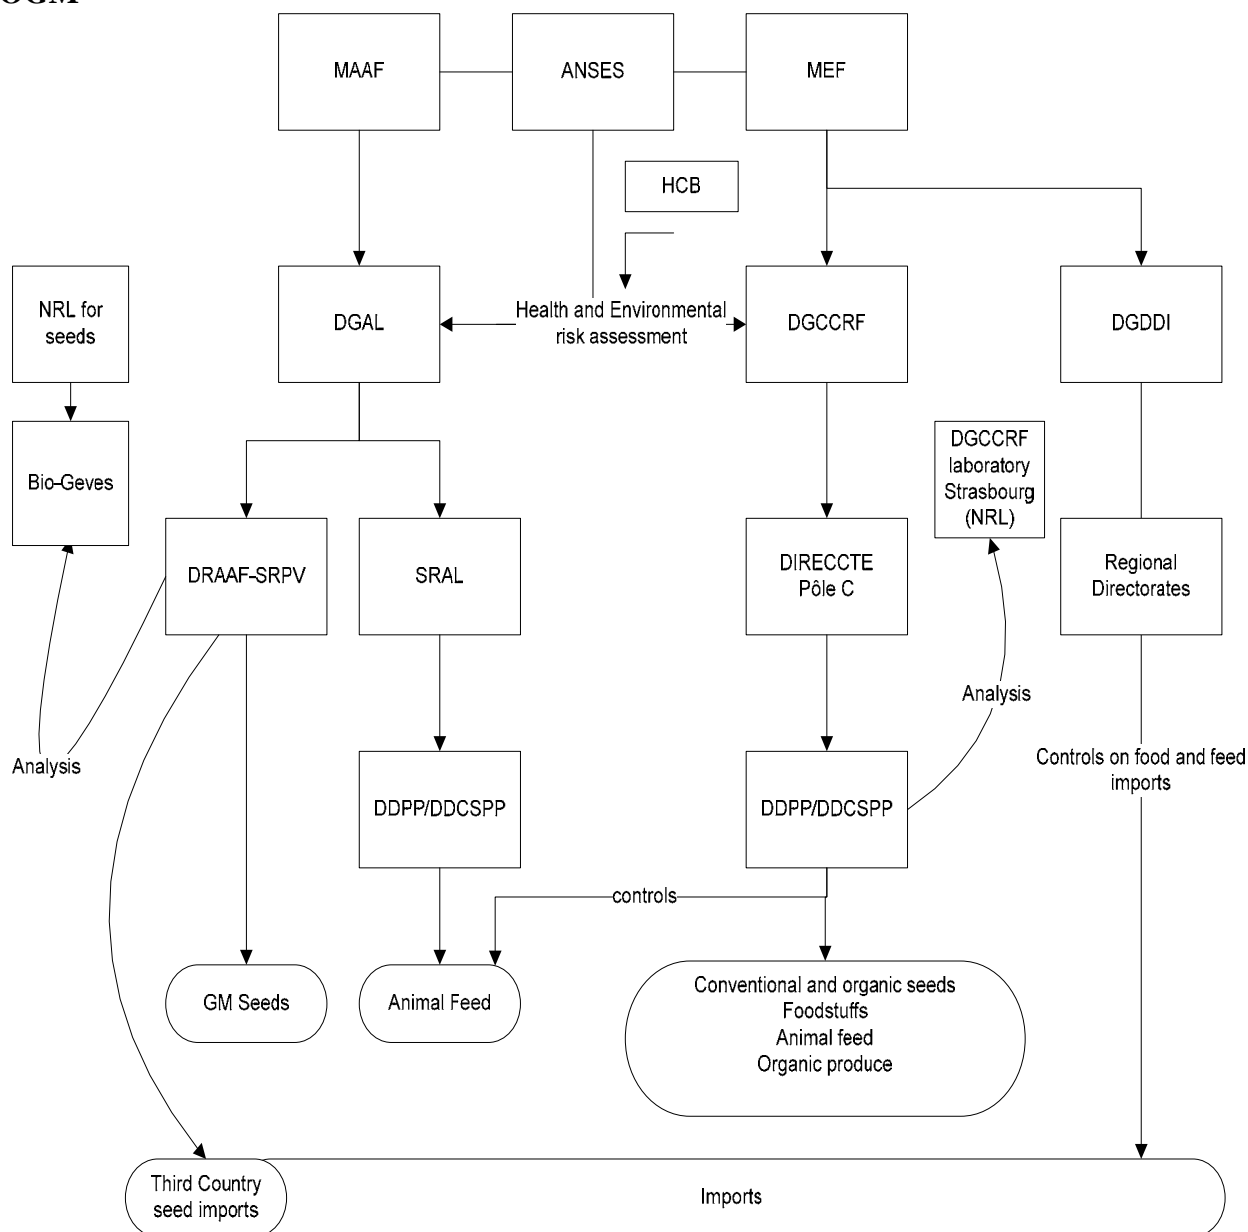 OGM
MAAF
ANSES
MEF
HCB
NRL for
seeds
DGAL
Health and Environmental
risk assessment
DGCCRF
DGDDI
Bio-Geves
DGCCRF
laboratory
Strasbourg
(NRL)
DRAAF-SRPV
SRAL
DIRECCTE
Pôle C
Regional
Directorates
Analysis
Analysis
Controls on food and feed
imports
DDPP/DDCSPP
DDPP/DDCSPP
controls
GM Seeds
Animal Feed
Conventional and organic seeds
Foodstuffs
Animal feed
Organic produce
Third Country
seed imports
Imports